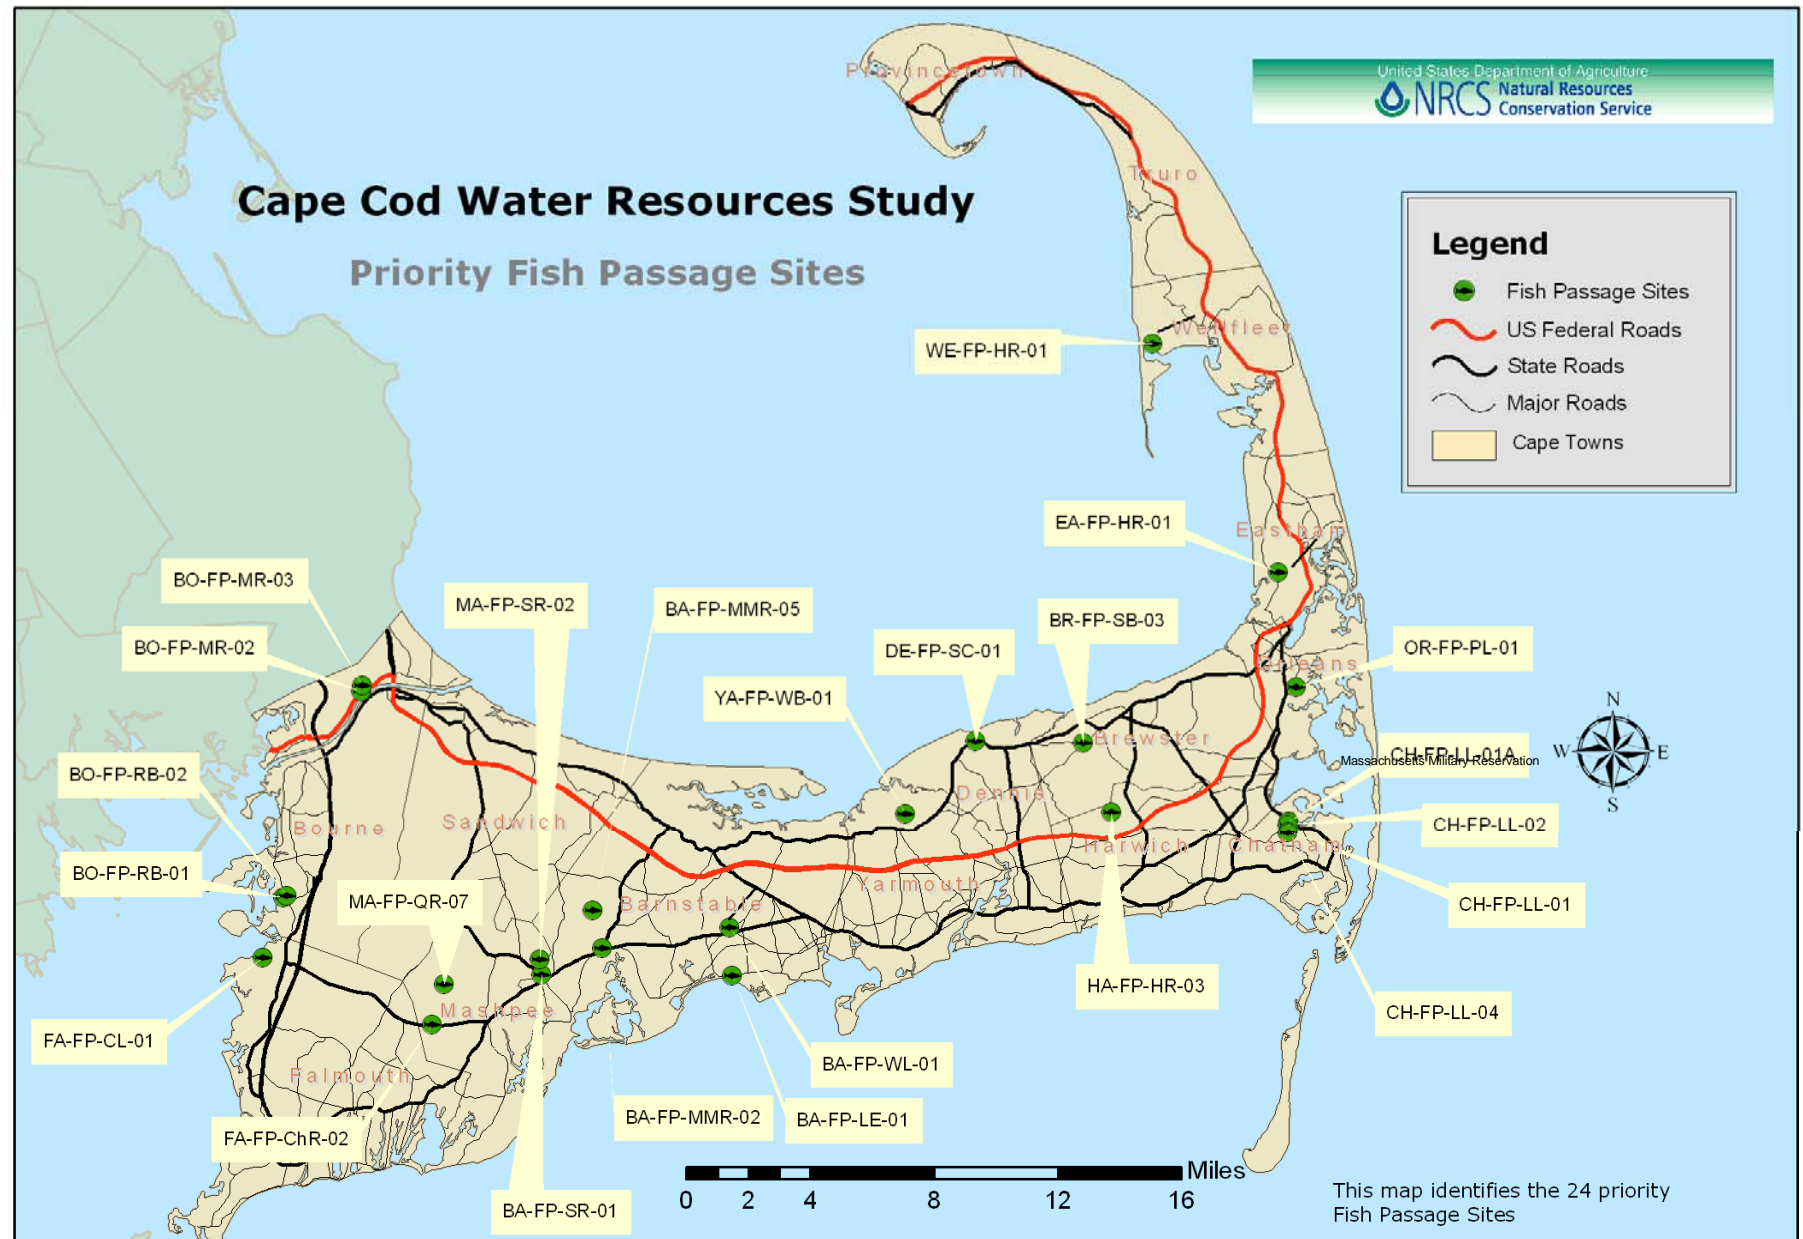 Provincetown
United States Department of Agriculture
NRCS Natural Resources
Conservation Service
Truro
Cape Cod Water Resources Study
Priority Fish Passage Sites
Legend
Fish Passage Sites
US Federal Roads
State Roads
Major Roads
Cape Towns
Wellfleet
WE-FP-HR-01
EA-FP-HR-01
Eastham
BO-FP-MR-03
MA-FP-SR-02
BA-FP-MMR-05
BR-FP-SB-03
BO-FP-MR-02
DE-FP-SC-01
OR-FP-PL-01
Orleans
YA-FP-WB-01
N
W
E
S
Brewster
CH-FP-LL-01A
Massachusetts Military Reservation
BO-FP-RB-02
Dennis
Bourne
Sandwich
CH-FP-LL-02
Harwich
Chatham
BO-FP-RB-01
Yarmouth
MA-FP-QR-07
Barnstable
CH-FP-LL-01
HA-FP-HR-03
Mashpee
CH-FP-LL-04
FA-FP-CL-01
BA-FP-WL-01
Falmouth
BA-FP-MMR-02
BA-FP-LE-01
FA-FP-ChR-02
Miles
0 2 4 8 12 16
BA-FP-SR-01
This map identifies the 24 priority
Fish Passage Sites